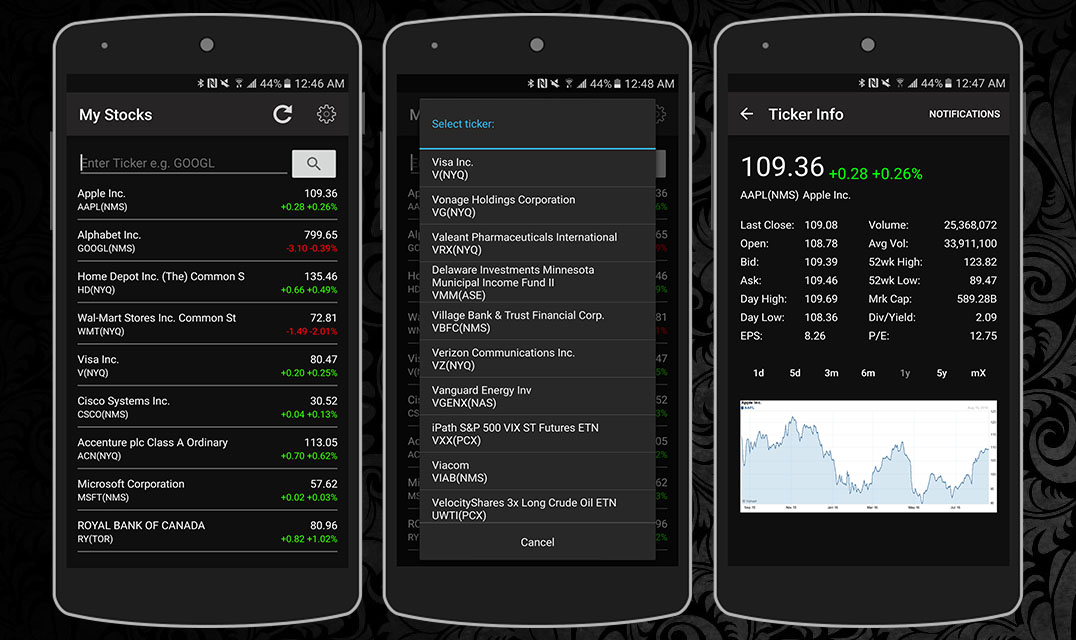 44% 12:46 AM
My Stocks
Enter Ticker e.g. GOOGL
Apple Inc. 109.36
AAPL(NMS) +0.28 +0.26%
Alphabet Inc. 799.65
GOOGL(NMS) -3.10 -0.39%
Home Depot Inc. (The) Common S 135.46
HD(NYQ) +0.66 +0.49%
Wal-Mart Stores Inc. Common St 72.81
WMT(NYQ) -1.49 -2.01%
Visa Inc. 80.47
V(NYQ) +0.20 +0.25%
Cisco Systems Inc. 30.52
CSCO(NMS) +0.04 +0.13%
Accenture plc Class A Ordinary 113.05
ACN(NYQ) +0.70 +0.62%
Microsoft Corporation 57.62
MSFT(NMS) +0.02 +0.03%
ROYAL BANK OF CANADA 80.96
RY(TOR) +0.82 +1.02%
44% 12:48 AM
Select ticker:
Visa Inc.
V(NYQ)
Vonage Holdings Corporation
VG(NYQ)
Valeant Pharmaceuticals International
VRX(NYQ)
Delaware Investments Minnesota
Municipal Income Fund II
VMM(ASE)
Village Bank & Trust Financial Corp.
VBFC(NMS)
Verizon Communications Inc.
VZ(NYQ)
Vanguard Energy Inv
VGENX(NAS)
iPath S&P 500 VIX ST Futures ETN
VXX(PCX)
Viacom
VIAB(NMS)
VelocityShares 3x Long Crude Oil ETN
UWTI(PCX)
Cancel
44% 12:47 AM
Ticker Info NOTIFICATIONS
109.36 +0.28 +0.26%
AAPL(NMS) Apple Inc.
Last Close: 109.08 Volume: 25,368,072
Open: 108.78 Avg Vol: 33,911,100
Bid: 109.39 52wk High: 123.82
Ask: 109.46 52wk Low: 89.47
Day High: 109.69 Mrk Cap: 589.28B
Day Low: 108.36 Div/Yield: 2.09
EPS: 8.26 P/E: 12.75
1d 5d 3m 6m 1y 5y mX
Apple Inc.
AAPL